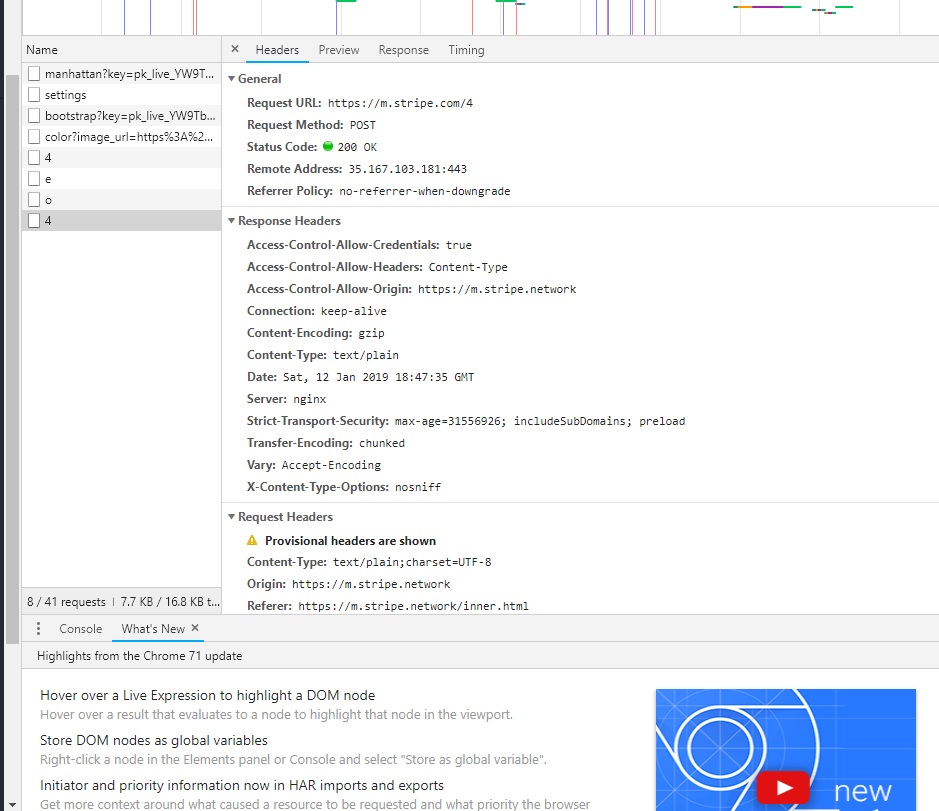 Name
× Headers Preview Response Timing
manhattan?key=pk_live_YW9T...
settings
bootstrap?key=pk_live_YW9Tb...
color?image_url=https%3A%2...
4
e
o
4
General
Request URL: https://m.stripe.com/4
Request Method: POST
Status Code: 200 OK
Remote Address: 35.167.103.181:443
Referrer Policy: no-referrer-when-downgrade
Response Headers
Access-Control-Allow-Credentials: true
Access-Control-Allow-Headers: Content-Type
Access-Control-Allow-Origin: https://m.stripe.network
Connection: keep-alive
Content-Encoding: gzip
Content-Type: text/plain
Date: Sat, 12 Jan 2019 18:47:35 GMT
Server: nginx
Strict-Transport-Security: max-age=31556926; includeSubDomains; preload
Transfer-Encoding: chunked
Vary: Accept-Encoding
X-Content-Type-Options: nosniff
Request Headers
Provisional headers are shown
Content-Type: text/plain;charset=UTF-8
Origin: https://m.stripe.network
Referer: https://m.stripe.network/inner.html
8 / 41 requests | 7.7 KB / 16.8 KB t...
Console What's New ×
Highlights from the Chrome 71 update
Hover over a Live Expression to highlight a DOM node
Hover over a result that evaluates to a node to highlight that node in the viewport.
Store DOM nodes as global variables
Right-click a node in the Elements panel or Console and select "Store as global variable".
Initiator and priority information now in HAR imports and exports
Get more context around what caused a resource to be requested and what priority the browser
new